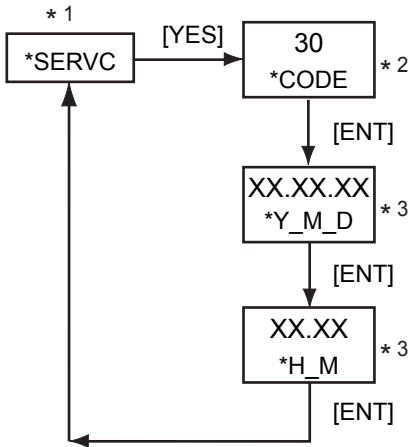 * 1
*SERVC
[YES]
30
*CODE
* 2
[ENT]
XX.XX.XX
*Y_M_D
* 3
[ENT]
XX.XX
*H_M
* 3
[ENT]